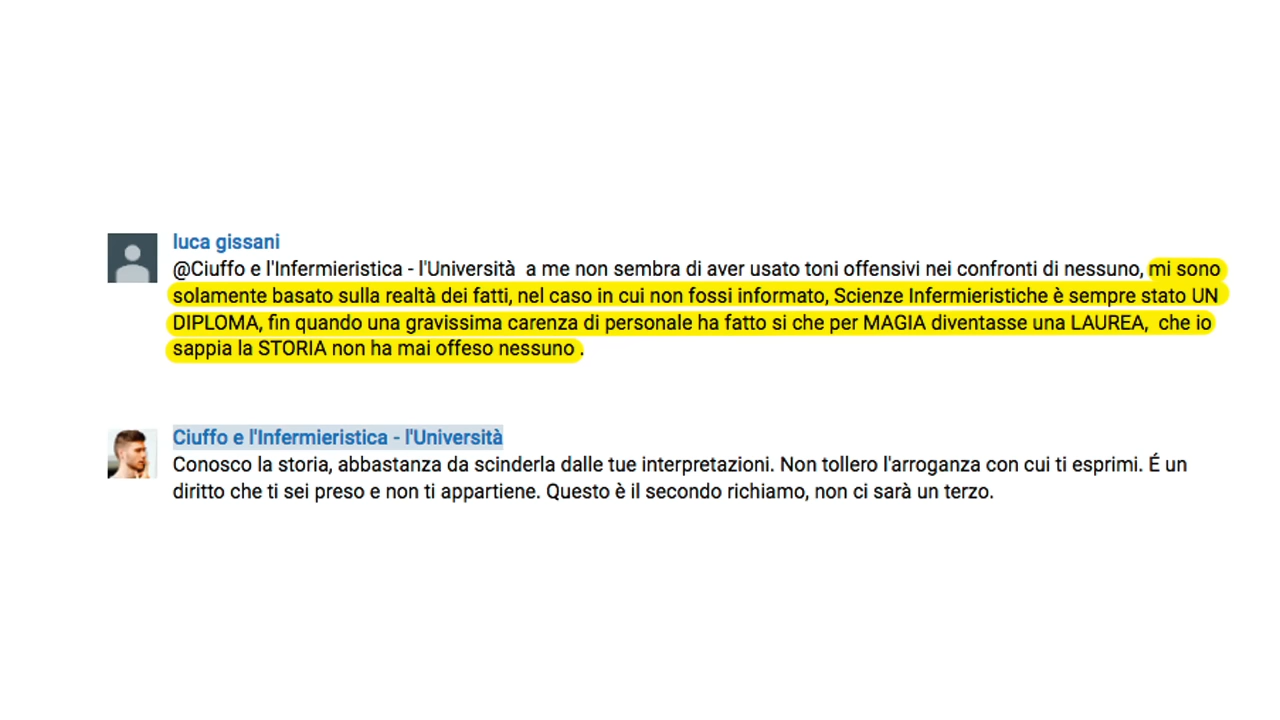 luca gissani
@Ciuffo e l'Infermieristica - l'Università  a me non sembra di aver usato toni offensivi nei confronti di nessuno, mi sono
solamente basato sulla realtà dei fatti, nel caso in cui non fossi informato, Scienze Infermieristiche è sempre stato UN
DIPLOMA, fin quando una gravissima carenza di personale ha fatto si che per MAGIA diventasse una LAUREA,  che io
sappia la STORIA non ha mai offeso nessuno .
Ciuffo e l'Infermieristica - l'Università
Conosco la storia, abbastanza da scinderla dalle tue interpretazioni. Non tollero l'arroganza con cui ti esprimi. É un
diritto che ti sei preso e non ti appartiene. Questo è il secondo richiamo, non ci sarà un terzo.